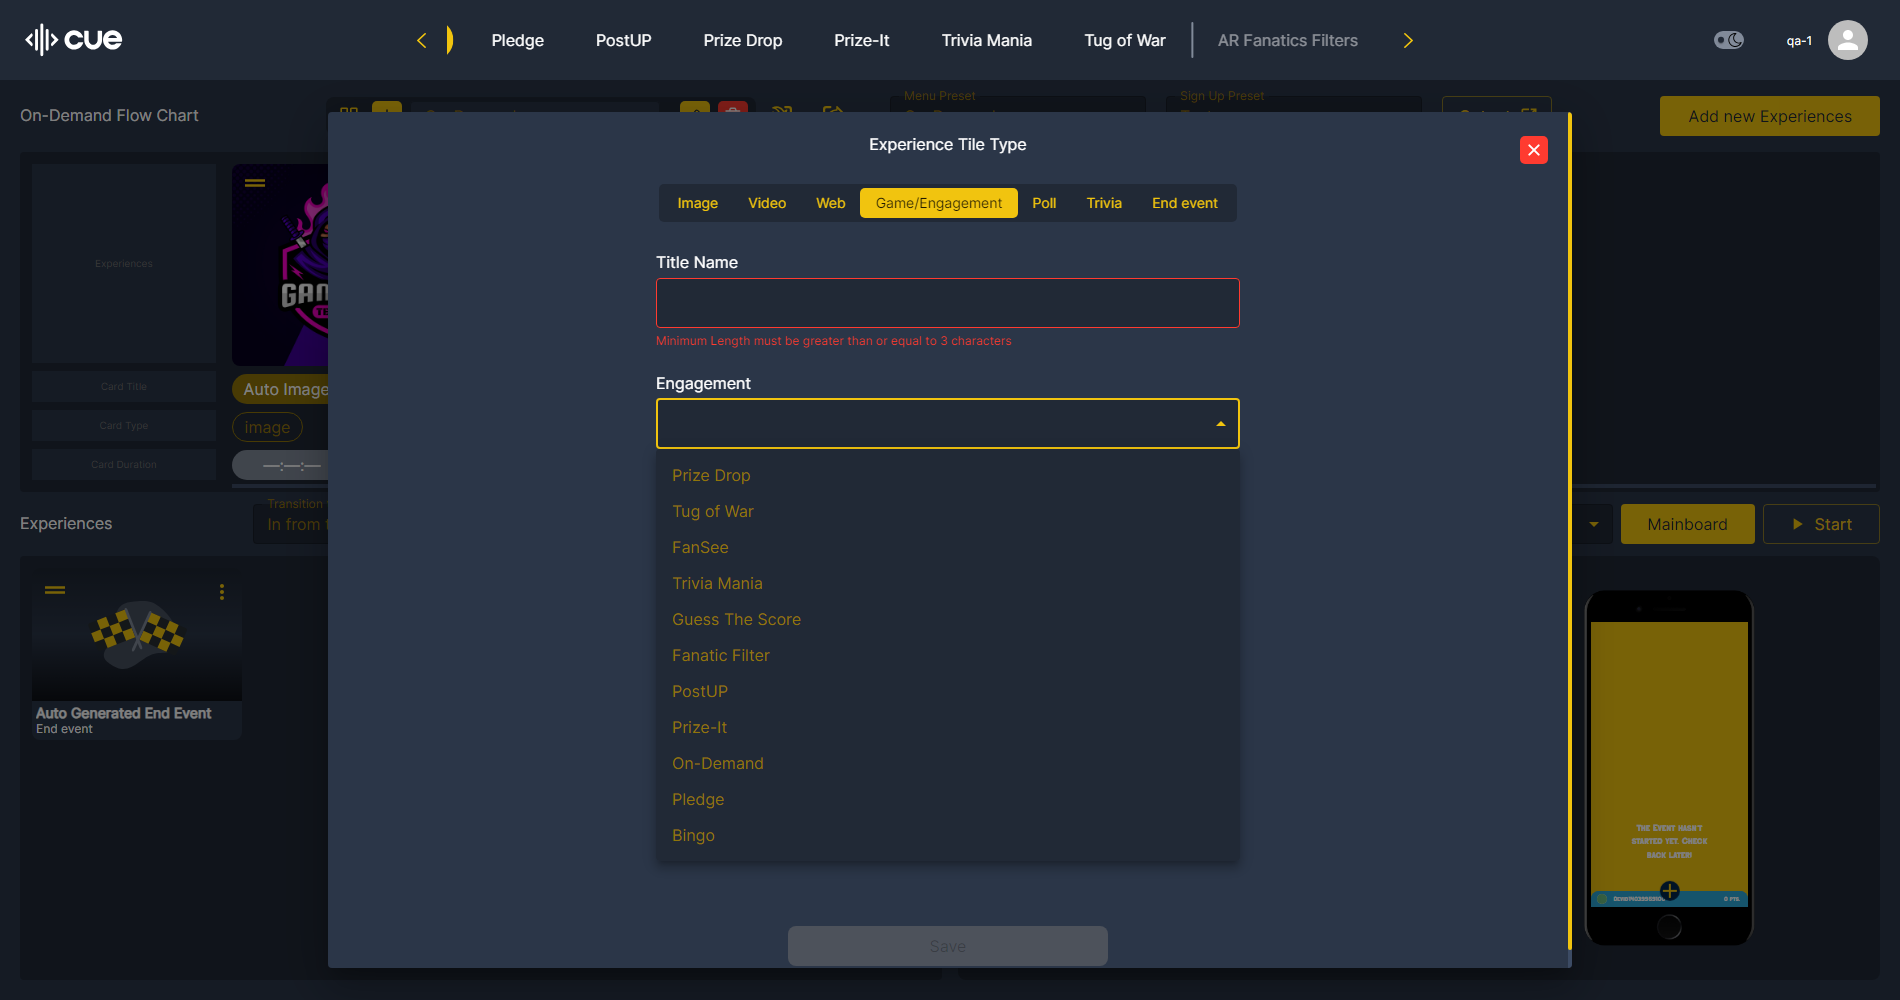 cue
Pledge
PostUP
Prize Drop
Prize-It
Trivia Mania
Tug of War
AR Fanatics Filters
qa-1
On-Demand Flow Chart
Menu Preset
Sign Up Preset
Add new Experiences
Experience Tile Type
Image
Video
Web
Game/Engagement
Poll
Trivia
End event
Experiences
Card Title
Card Type
Card Duration
Auto Image
image
—:—:—
Title Name
Minimum Length must be greater than or equal to 3 characters
Engagement
Prize Drop
Tug of War
FanSee
Trivia Mania
Guess The Score
Fanatic Filter
PostUP
Prize-It
On-Demand
Pledge
Bingo
Save
Experiences
Transition
In from
Mainboard
Start
Auto Generated End Event
End event
The Event hasn't
started yet. Check
back later!
0 pts.